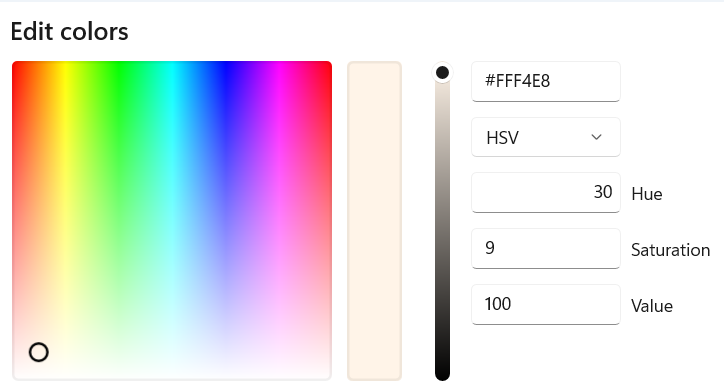 Edit colors
#FFF4E8
HSV
30 Hue
9 Saturation
100 Value